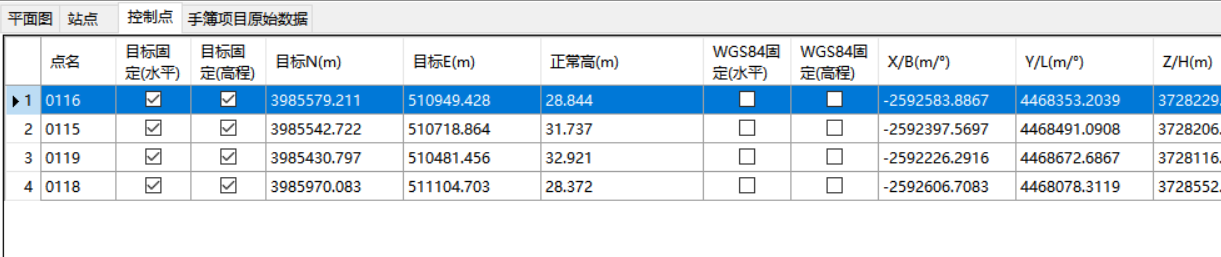 平面图 站点 控制点 手簿项目原始数据
点名 目标固定(水平) 目标固定(高程) 目标N(m) 目标E(m) 正常高(m) WGS84固定(水平) WGS84固定(高程) X/B(m/°) Y/L(m/°) Z/H(m)
1 0116 3985579.211 510949.428 28.844 -2592583.8867 4468353.2039 3728229.
2 0115 3985542.722 510718.864 31.737 -2592397.5697 4468491.0908 3728206.
3 0119 3985430.797 510481.456 32.921 -2592226.2916 4468672.6867 3728116.
4 0118 3985970.083 511104.703 28.372 -2592606.7083 4468078.3119 3728552.